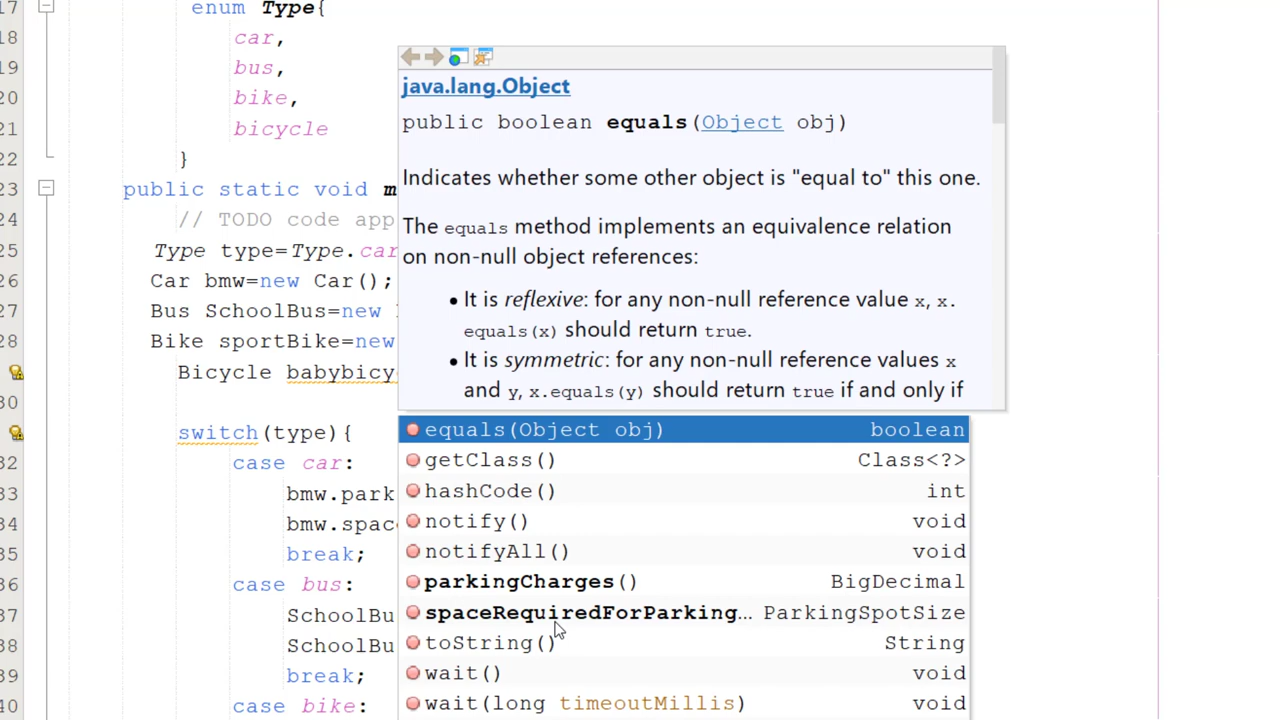 17 enum Type{
18 car,
19 bus,
20 bike,
21 bicycle
22 }
23 public static void m
24 // TODO code app
25 Type type=Type.car
26 Car bmw=new Car();
27 Bus SchoolBus=new
28 Bike sportBike=new
Bicycle babybicy
30
switch(type){
32 case car:
33 bmw.park
34 bmw.spac
35 break;
36 case bus:
37 SchoolBu
38 SchoolBu
39 break;
40 case bike:
java.lang.Object
public boolean equals(Object obj)
Indicates whether some other object is "equal to" this one.
The equals method implements an equivalence relation
on non-null object references:
• It is reflexive: for any non-null reference value x, x.
equals(x) should return true.
• It is symmetric: for any non-null reference values x
and y, x.equals(y) should return true if and only if
equals(Object obj) boolean
getClass() Class<?>
hashCode() int
notify() void
notifyAll() void
parkingCharges() BigDecimal
spaceRequiredForParking... ParkingSpotSize
toString() String
wait() void
wait(long timeoutMillis) void